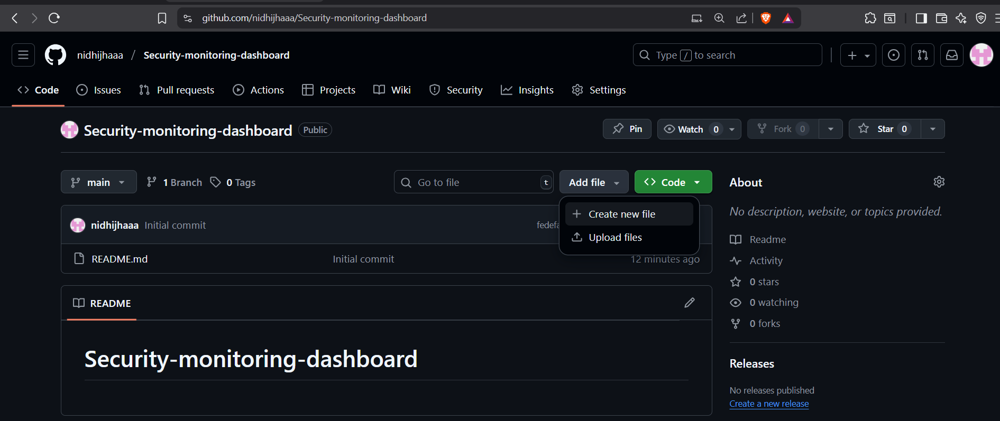 github.com/nidhijhaaa/Security-monitoring-dashboard
nidhijhaaa / Security-monitoring-dashboard
Type / to search
Code
Issues
Pull requests
Actions
Projects
Wiki
Security
Insights
Settings
Security-monitoring-dashboard Public
Pin
Watch 0
Fork 0
Star 0
main
1 Branch
0 Tags
Go to file
t
Add file
Code
Create new file
Upload files
nidhijhaaa Initial commit
README.md Initial commit 12 minutes ago
README
Security-monitoring-dashboard
About
No description, website, or topics provided.
Readme
Activity
0 stars
0 watching
0 forks
Releases
No releases published
Create a new release